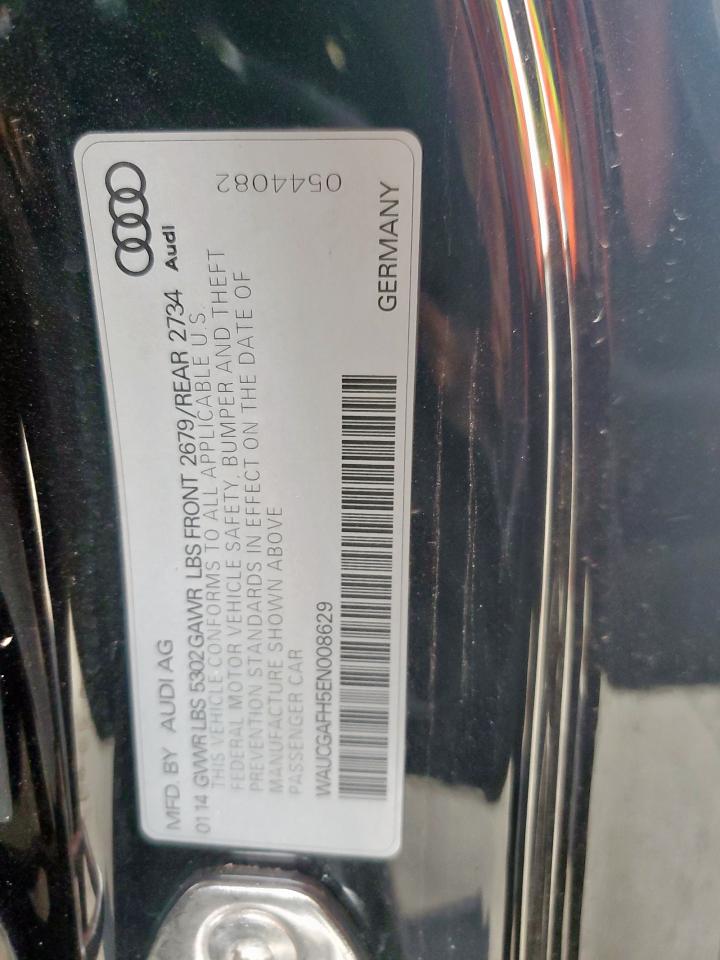 MFD. BY AUDI AG
Audi
01 14 GVWR LBS 5302 GAWR LBS FRONT 2679/REAR 2734
THIS VEHICLE CONFORMS TO ALL APPLICABLE U.S.
FEDERAL MOTOR VEHICLE SAFETY, BUMPER AND THEFT
PREVENTION STANDARDS IN EFFECT ON THE DATE OF
MANUFACTURE SHOWN ABOVE
PASSENGER CAR
0544082
WAUCGAFH5EN008629
GERMANY